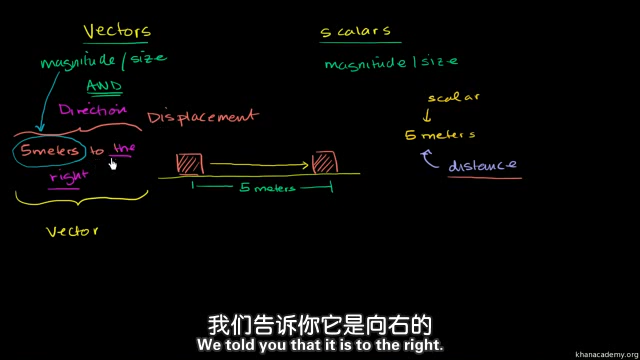 Vectors
magnitude/size
AND
Direction
Displacement
5 meters to the
right
Vector
5 meters
scalars
magnitude/size
scalar
5 meters
distance
我们告诉你它是向右的
We told you that it is to the right.
khanacademy.org